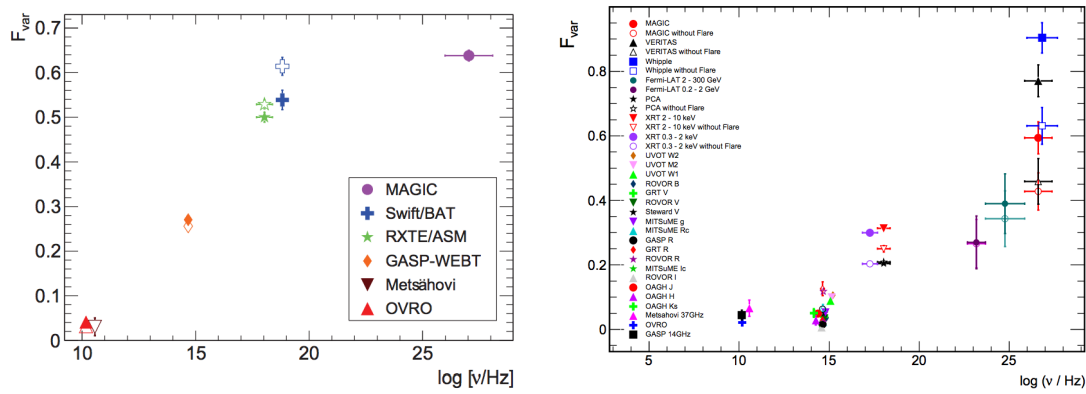 F_var
0.7
0.6
0.5
0.4
0.3
0.2
0.1
0
10
15
20
25
log [ν/Hz]
MAGIC
Swift/BAT
RXTE/ASM
GASP-WEBT
Metsähovi
OVRO
F_var
0.8
0.6
0.4
0.2
0
5
10
15
20
25
log (ν / Hz)
MAGIC
MAGIC without Flare
VERITAS
VERITAS without Flare
Whipple
Whipple without Flare
Fermi-LAT 2 - 300 GeV
Fermi-LAT 0.2 - 2 GeV
PCA
PCA without Flare
XRT 2 - 10 keV
XRT 2 - 10 keV without Flare
XRT 0.3 - 2 keV
XRT 0.3 - 2 keV without Flare
UVOT W2
UVOT M2
UVOT W1
ROVOR B
GRT V
ROVOR V
Steward V
MITSuME g
MITSuME Rc
GASP R
GRT R
ROVOR R
MITSuME Ic
ROVOR I
OAGH J
OAGH H
OAGH Ks
Metsahovi 37GHz
OVRO
GASP 14GHz